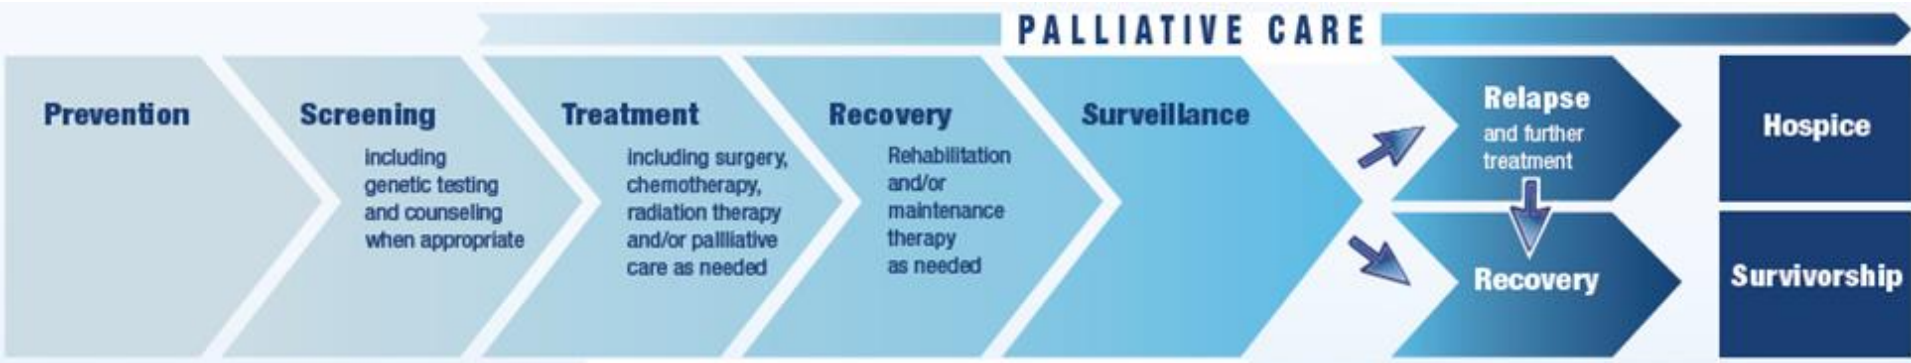 PALLIATIVE CARE
Prevention
Screening
including
genetic testing
and counseling
when appropriate
Treatment
including surgery,
chemotherapy,
radiation therapy
and/or pallliative
care as needed
Recovery
Rehabilitation
and/or
maintenance
therapy
as needed
Surveillance
Relapse
and further
treatment
Recovery
Hospice
Survivorship